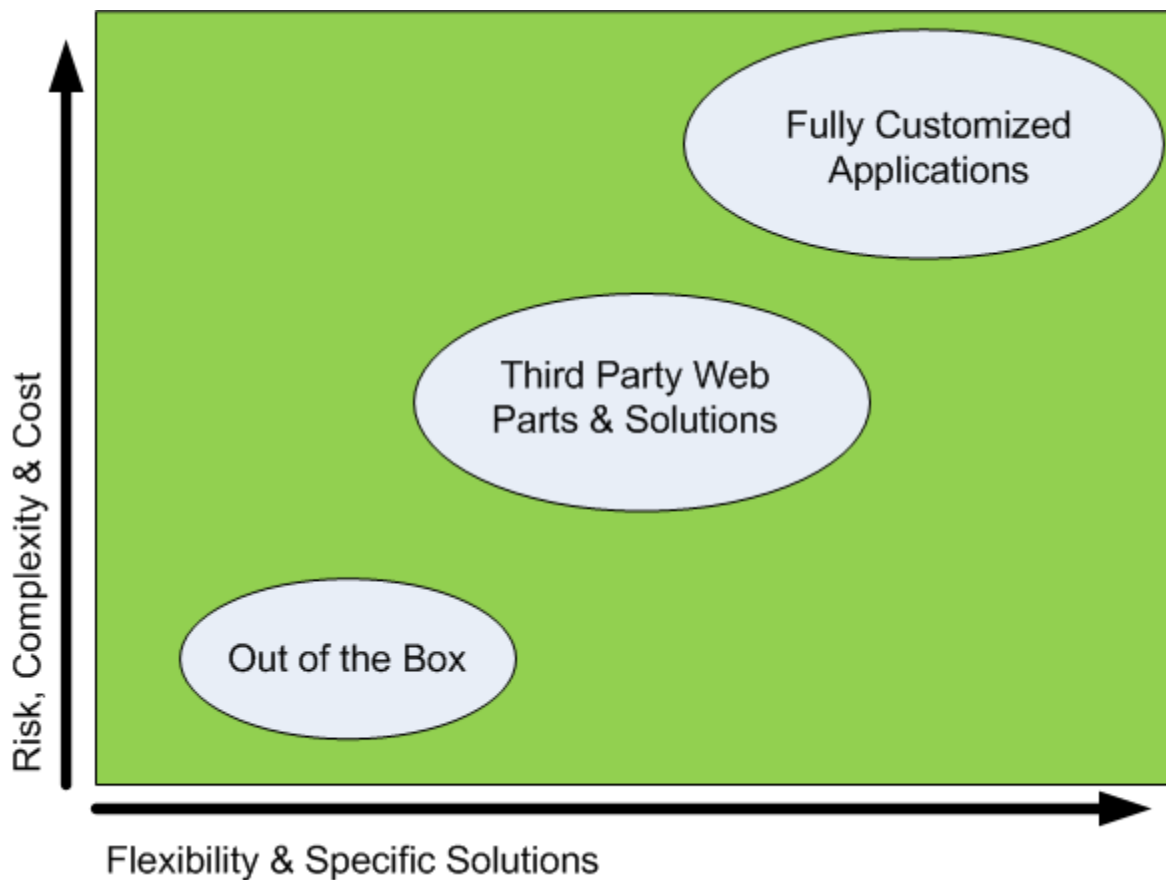 Fully Customized
Applications
Third Party Web
Parts & Solutions
Out of the Box
Risk, Complexity & Cost
Flexibility & Specific Solutions